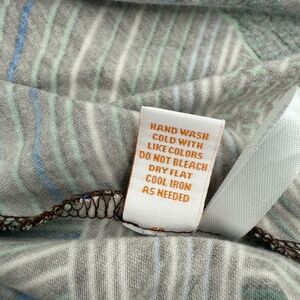 HAND WASH
COLD WITH
LIKE COLORS
DO NOT BLEACH
DRY FLAT
COOL IRON
AS NEEDED